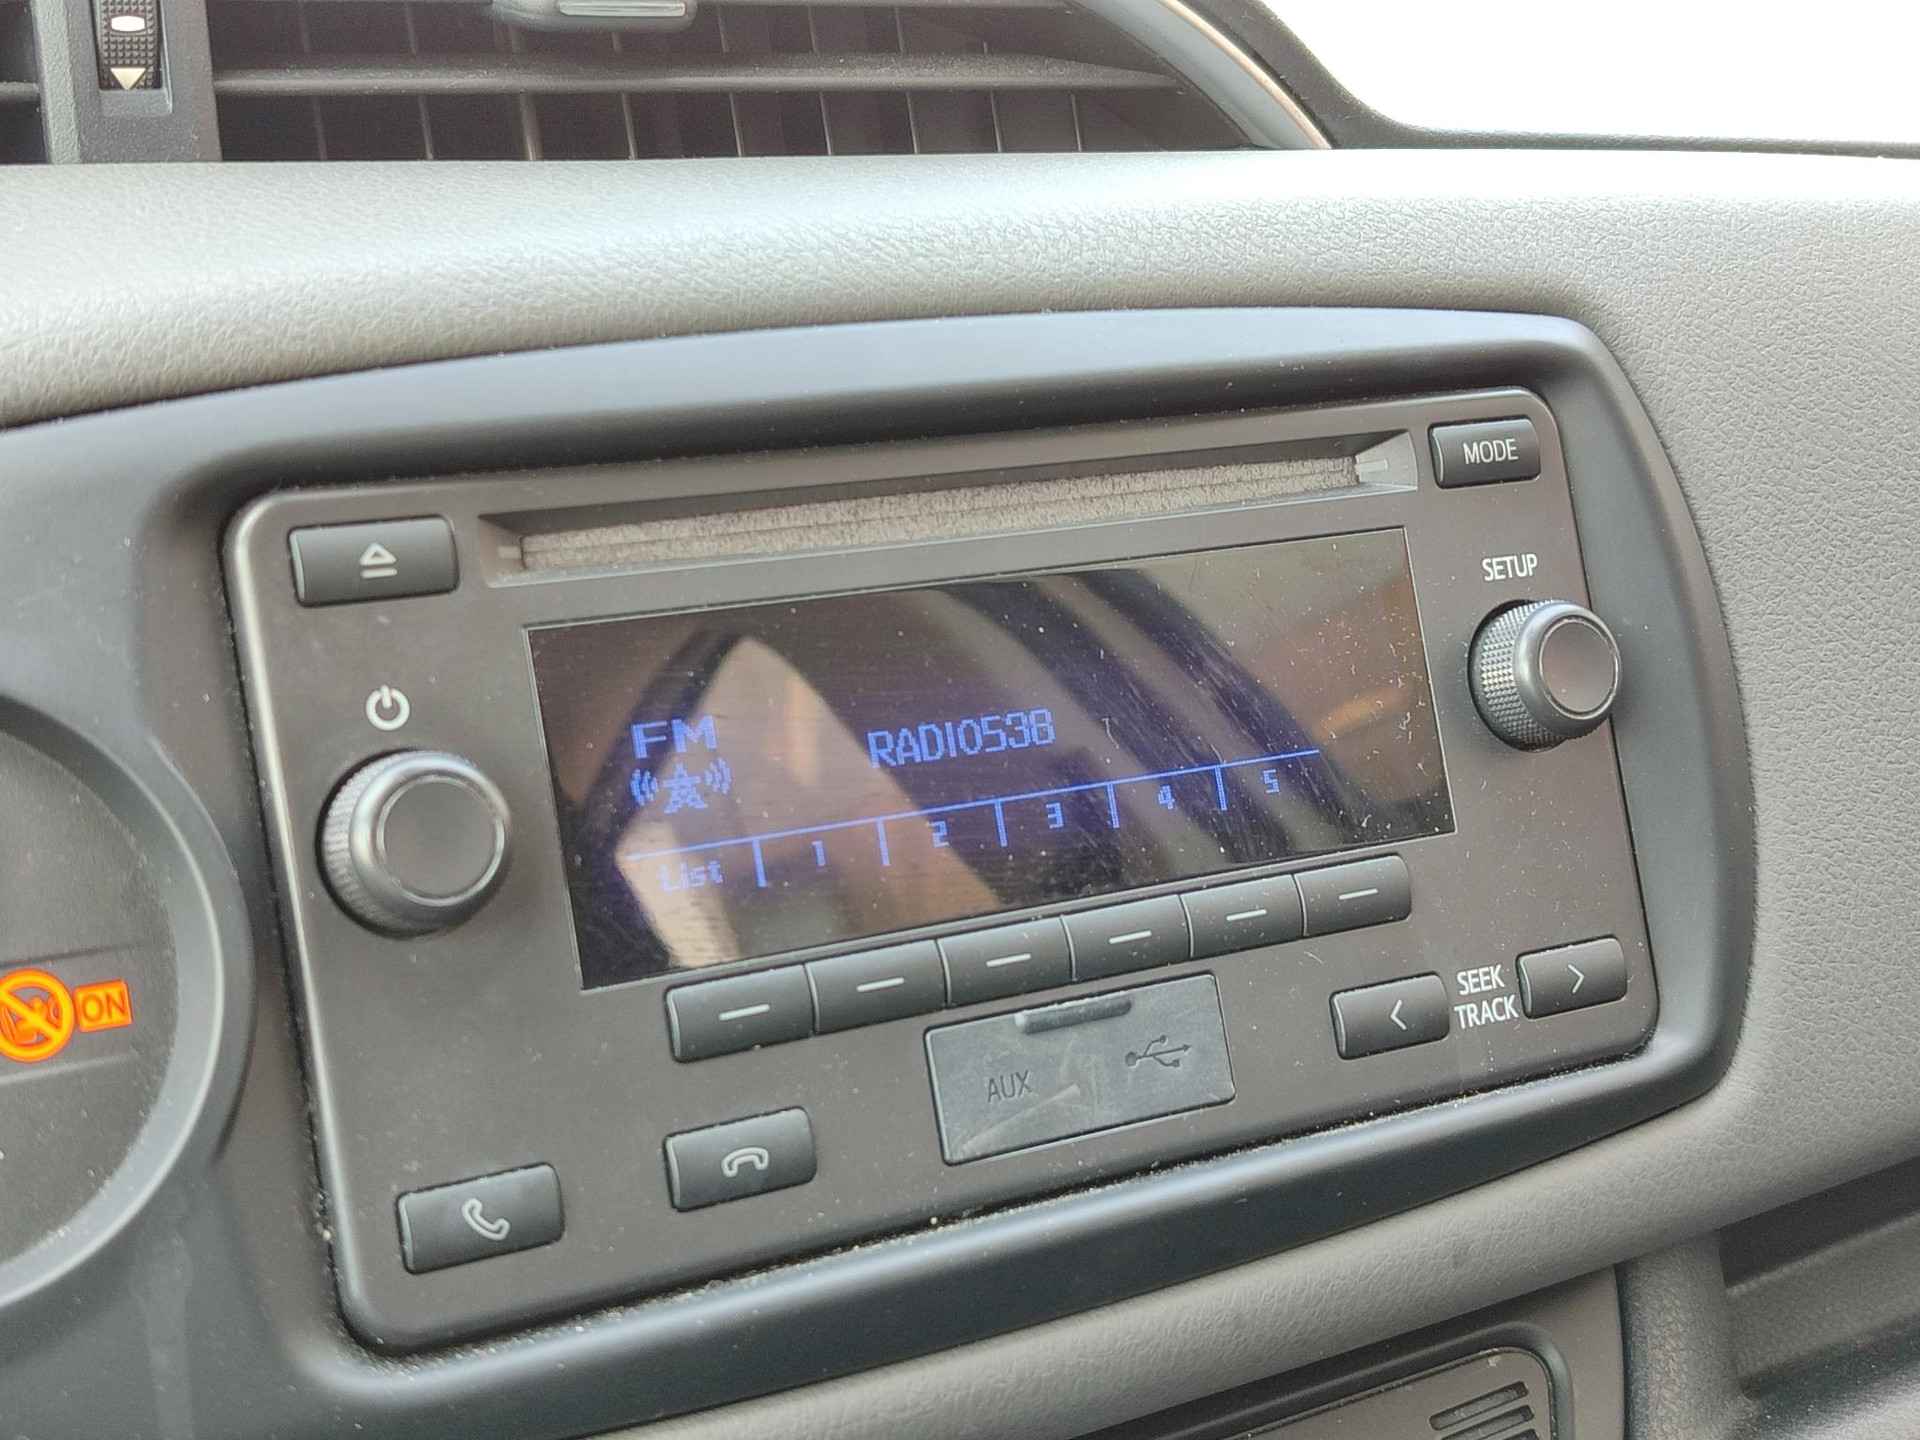 MODE
SETUP
FM
RADIO538
List 1 2 3 4 5
SEEK
TRACK
ON
AUX